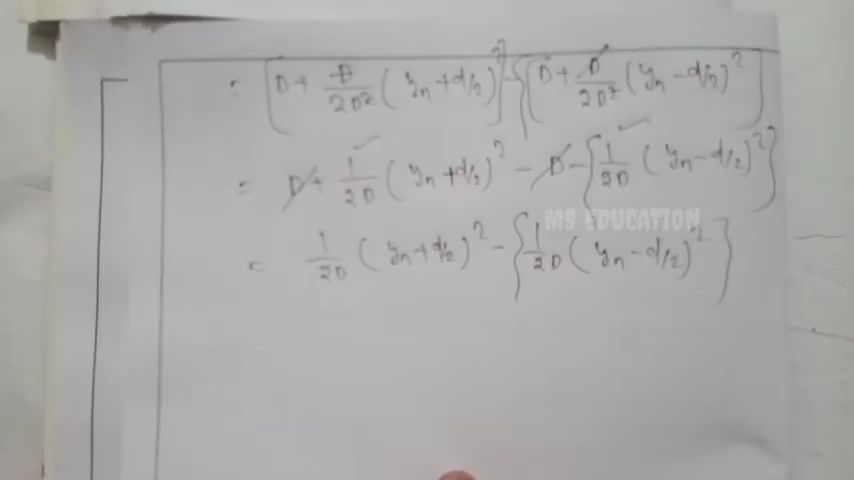 = [D + D/2D² (yn + d/2)²] - {[D + D/2D² (yn - d/2)²]
= D + 1/2D (yn + d/2)² - D - {1/2D (yn - d/2)²}
= 1/2D (yn + d/2)² - {1/2D (yn - d/2)²}
MS EDUCATION